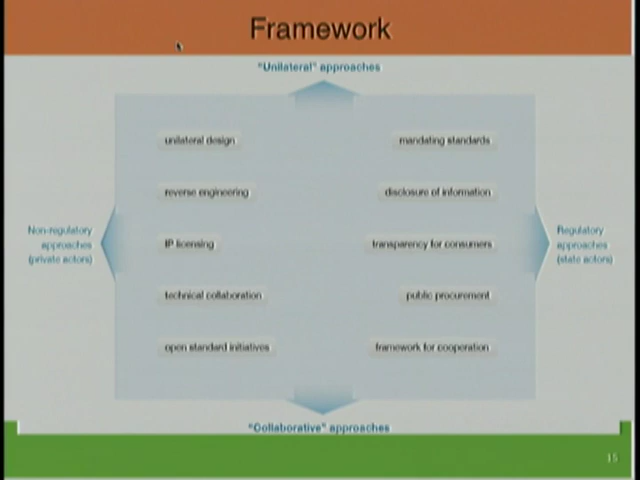 Framework
"Unilateral" approaches
unilateral design
mandating standards
reverse engineering
disclosure of information
Non-regulatory
approaches
(private actors)
IP licensing
transparency for consumers
Regulatory
approaches
(state actors)
technical collaboration
public procurement
open standard initiatives
framework for cooperation
"Collaborative" approaches
15